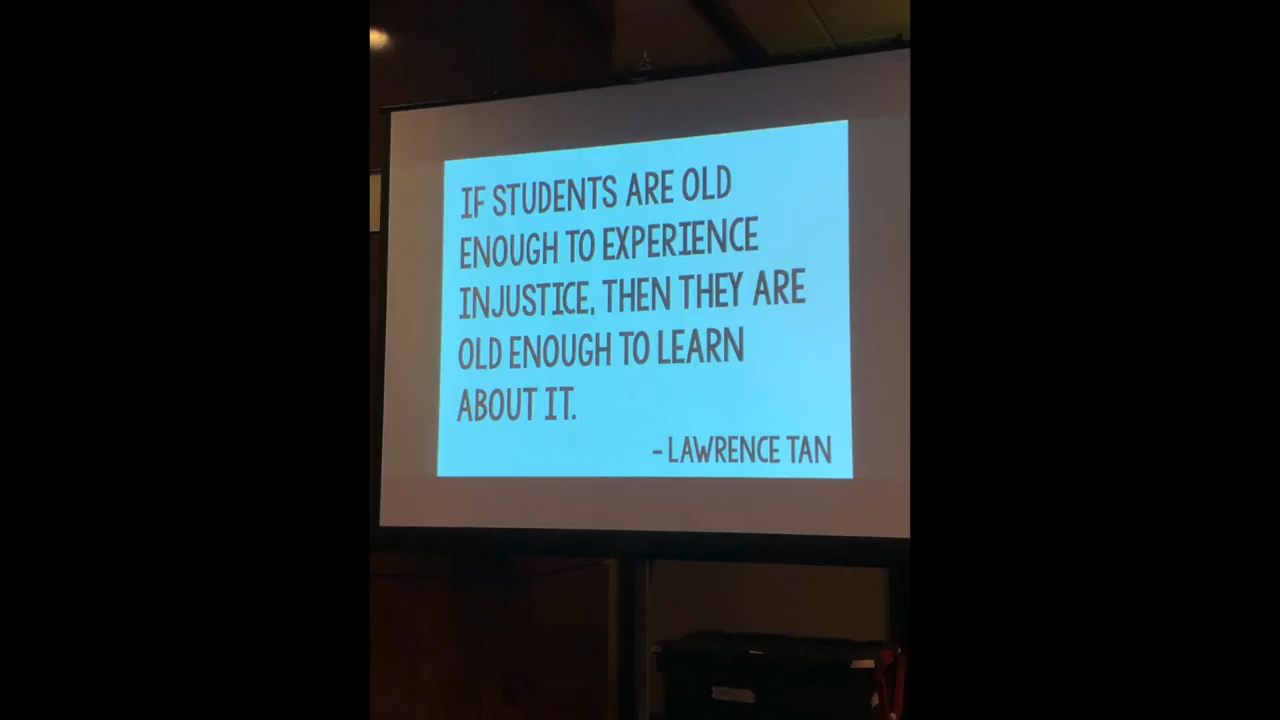 IF STUDENTS ARE OLD
ENOUGH TO EXPERIENCE
INJUSTICE, THEN THEY ARE
OLD ENOUGH TO LEARN
ABOUT IT.
- LAWRENCE TAN